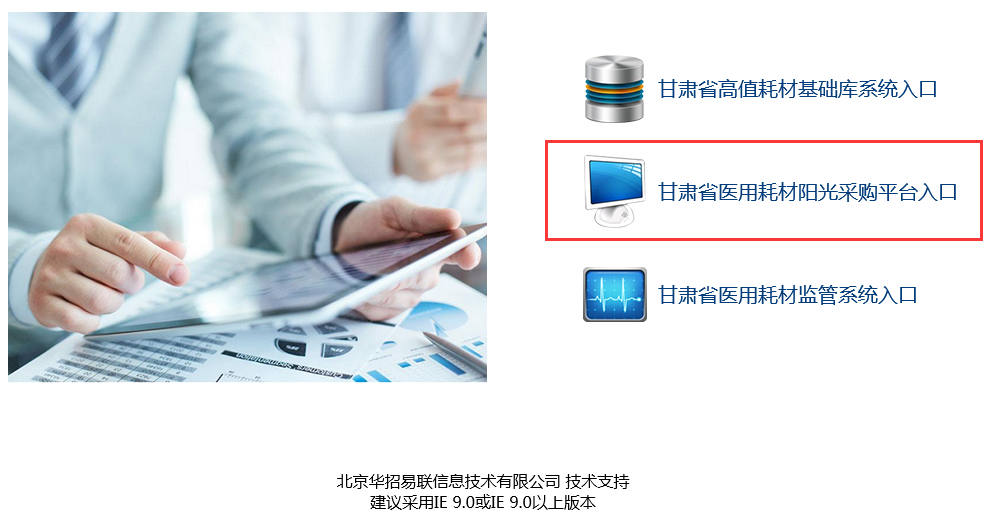 甘肃省高值耗材基础库系统入口
甘肃省医用耗材阳光采购平台入口
甘肃省医用耗材监管系统入口
北京华招易联信息技术有限公司 技术支持
建议采用IE 9.0或IE 9.0以上版本